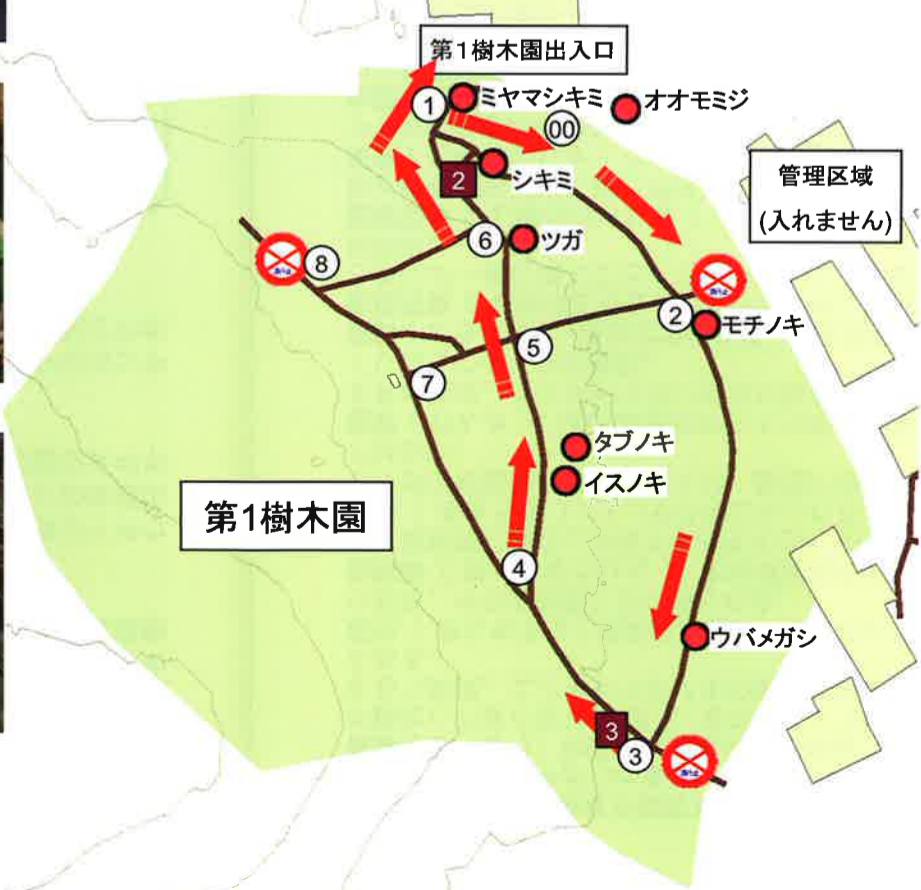 第1樹木園出入口
1
ミヤマシキミ
オオモミジ
00
2
シキミ
管理区域
(入れません)
6
ツガ
8
2
モチノキ
5
7
タブノキ
イスノキ
第1樹木園
4
ウバメガシ
3
3